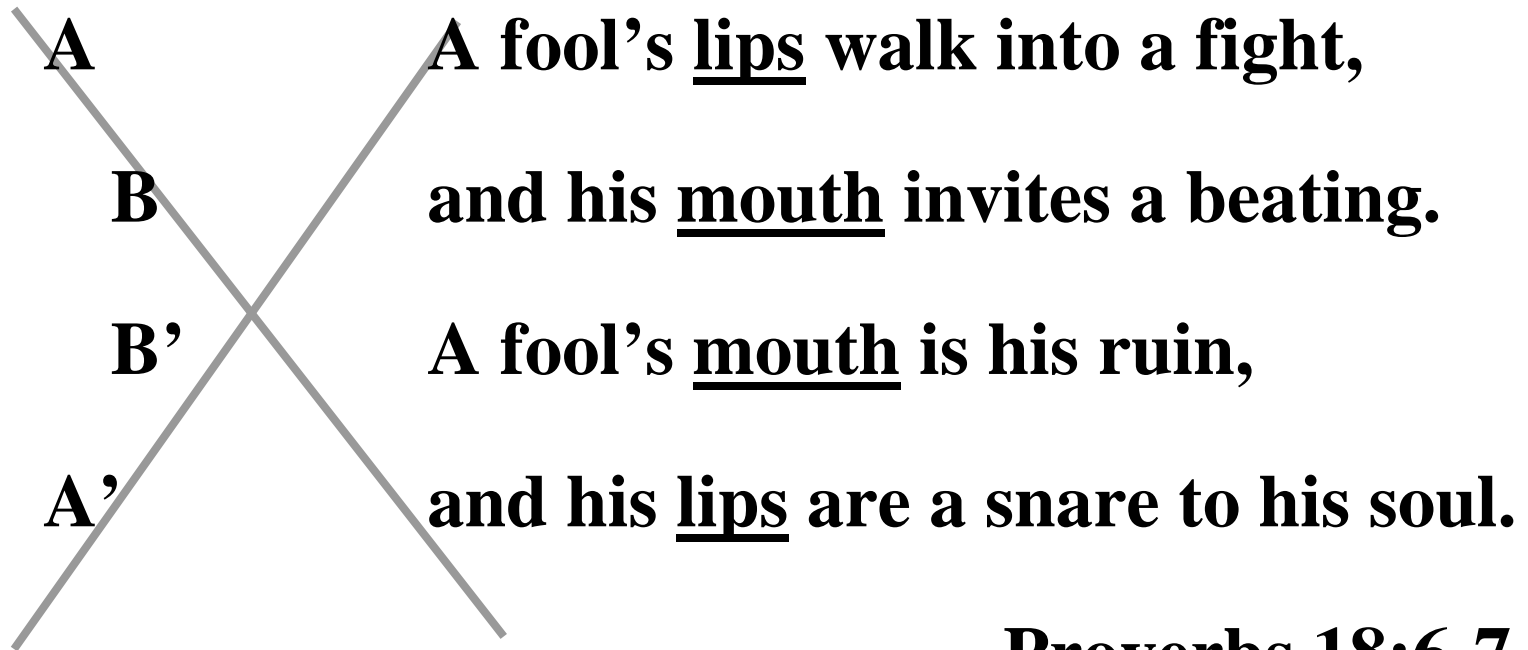 A A fool’s lips walk into a fight,
B and his mouth invites a beating.
B’ A fool’s mouth is his ruin,
A’ and his lips are a snare to his soul.
Proverbs 18:6-7